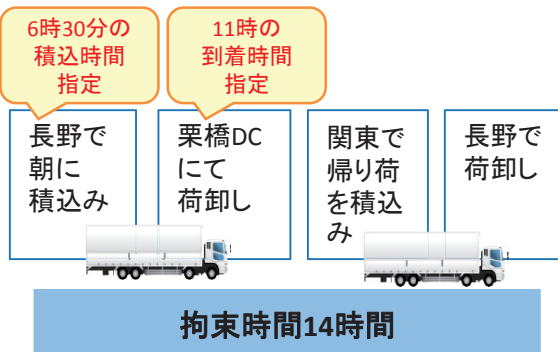 6時30分の
積込時間
指定
11時の
到着時間
指定
長野で
朝に
積込み
栗橋DC
にて
荷卸し
関東で
帰り荷
を積込
み
長野で
荷卸し
拘束時間14時間